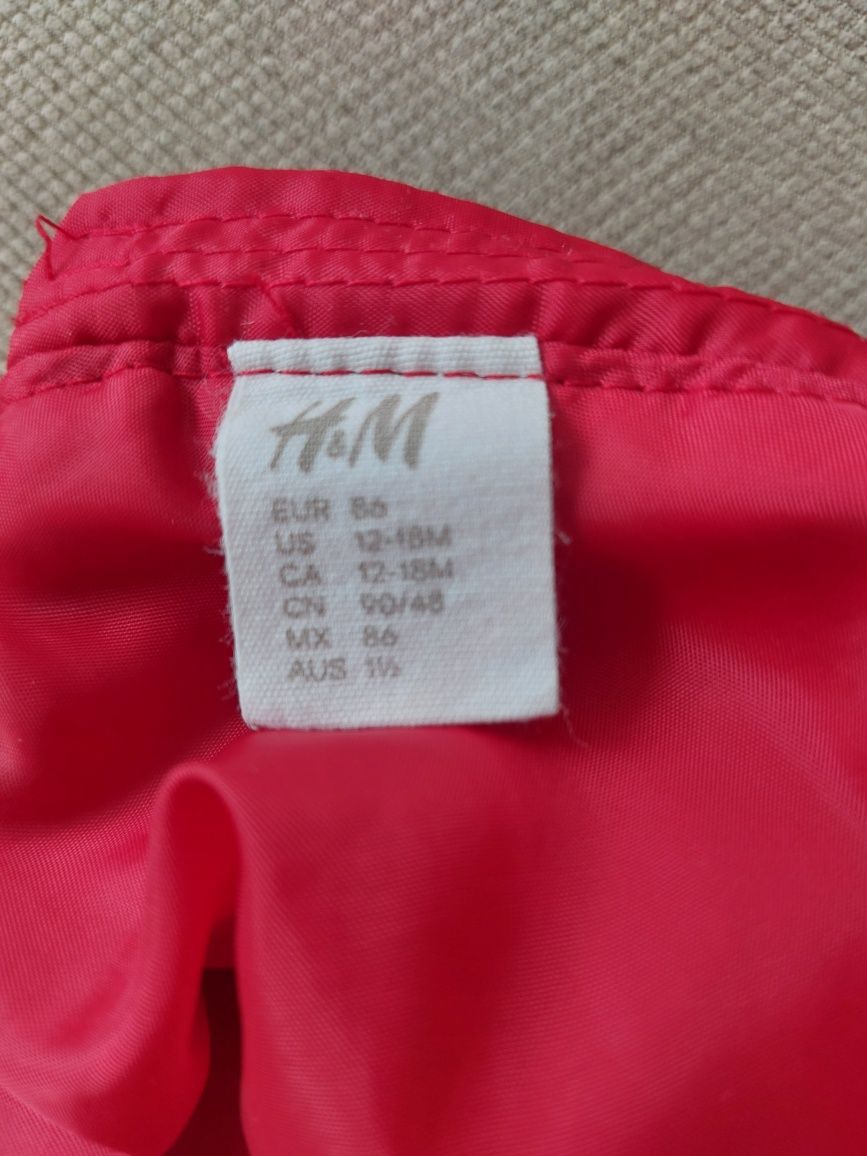 H&M
EUR 86
US 12-18M
CA 12-18M
CN 90/48
MX 86
AUS 1½